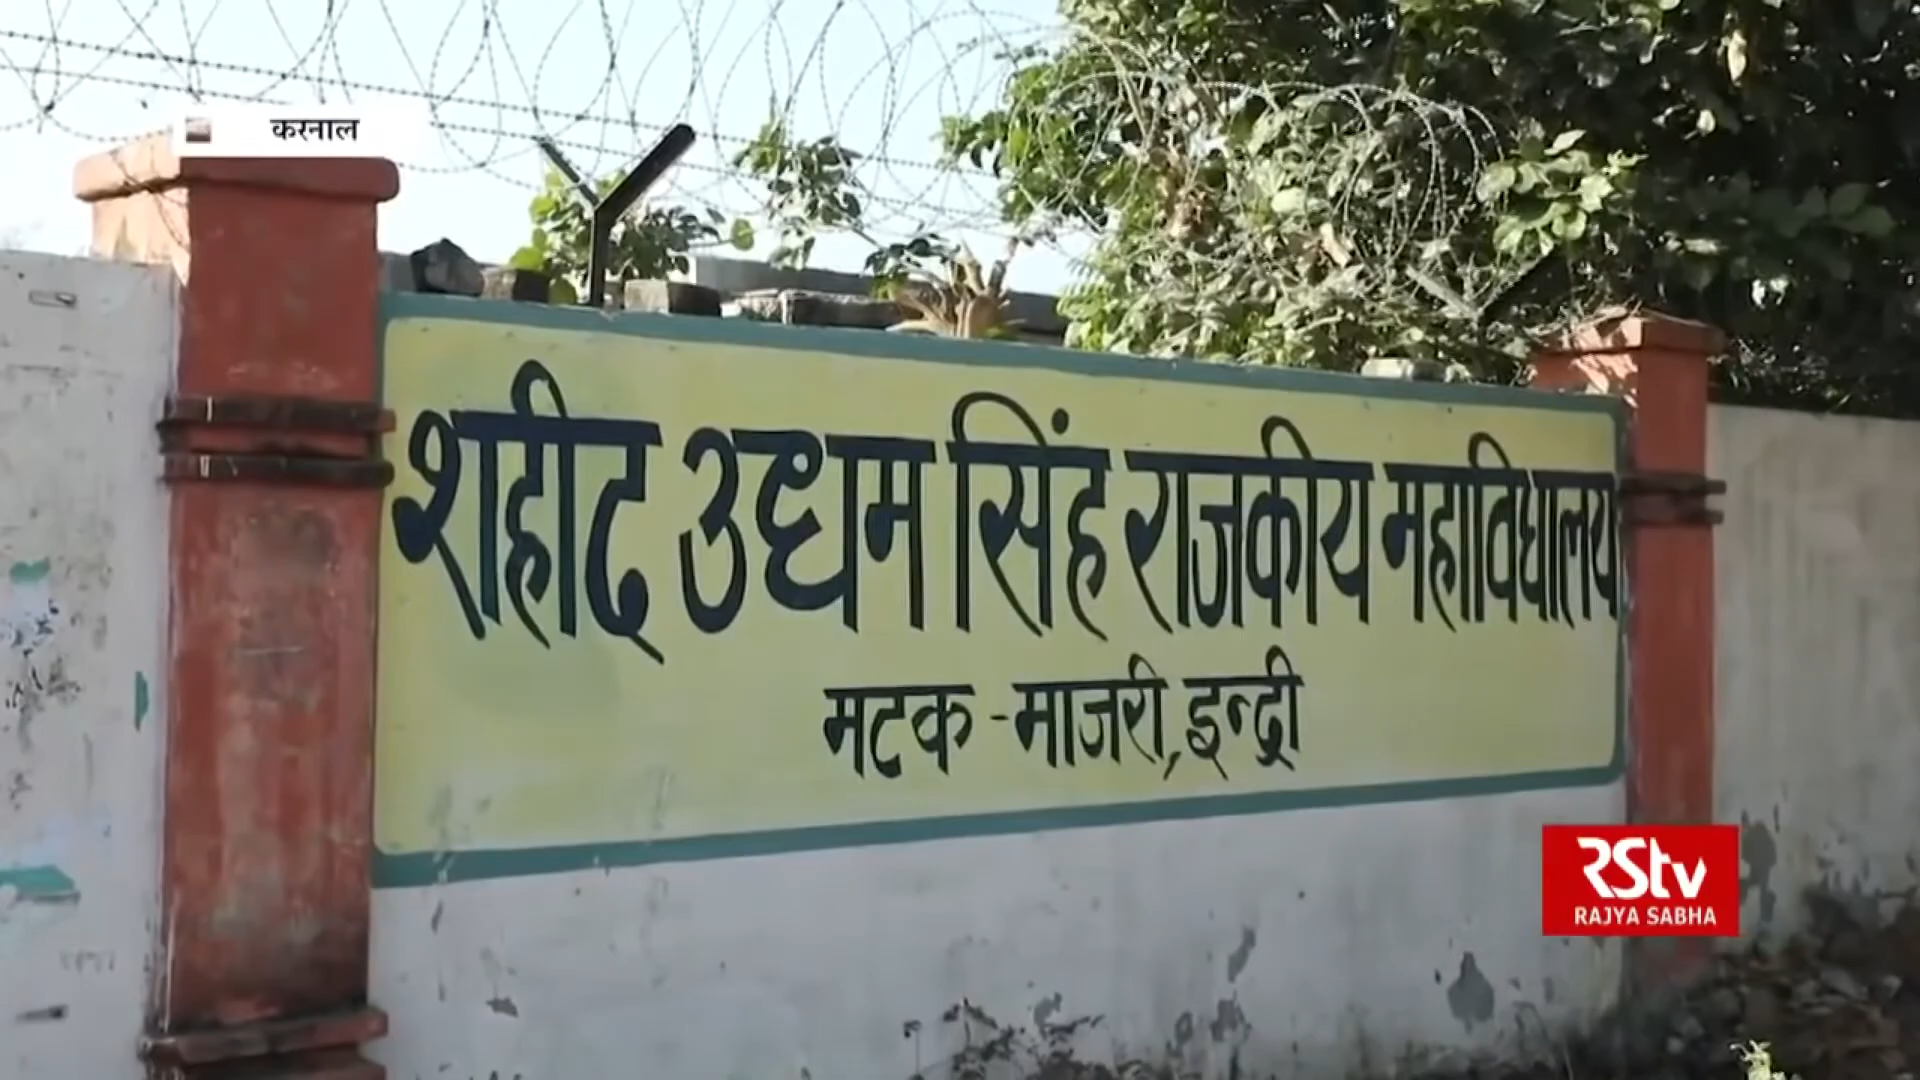 करनाल
शहीद उधम सिंह राजकीय महाविधालय
मटक - माजरी, इन्द्री
RStv
RAJYA SABHA